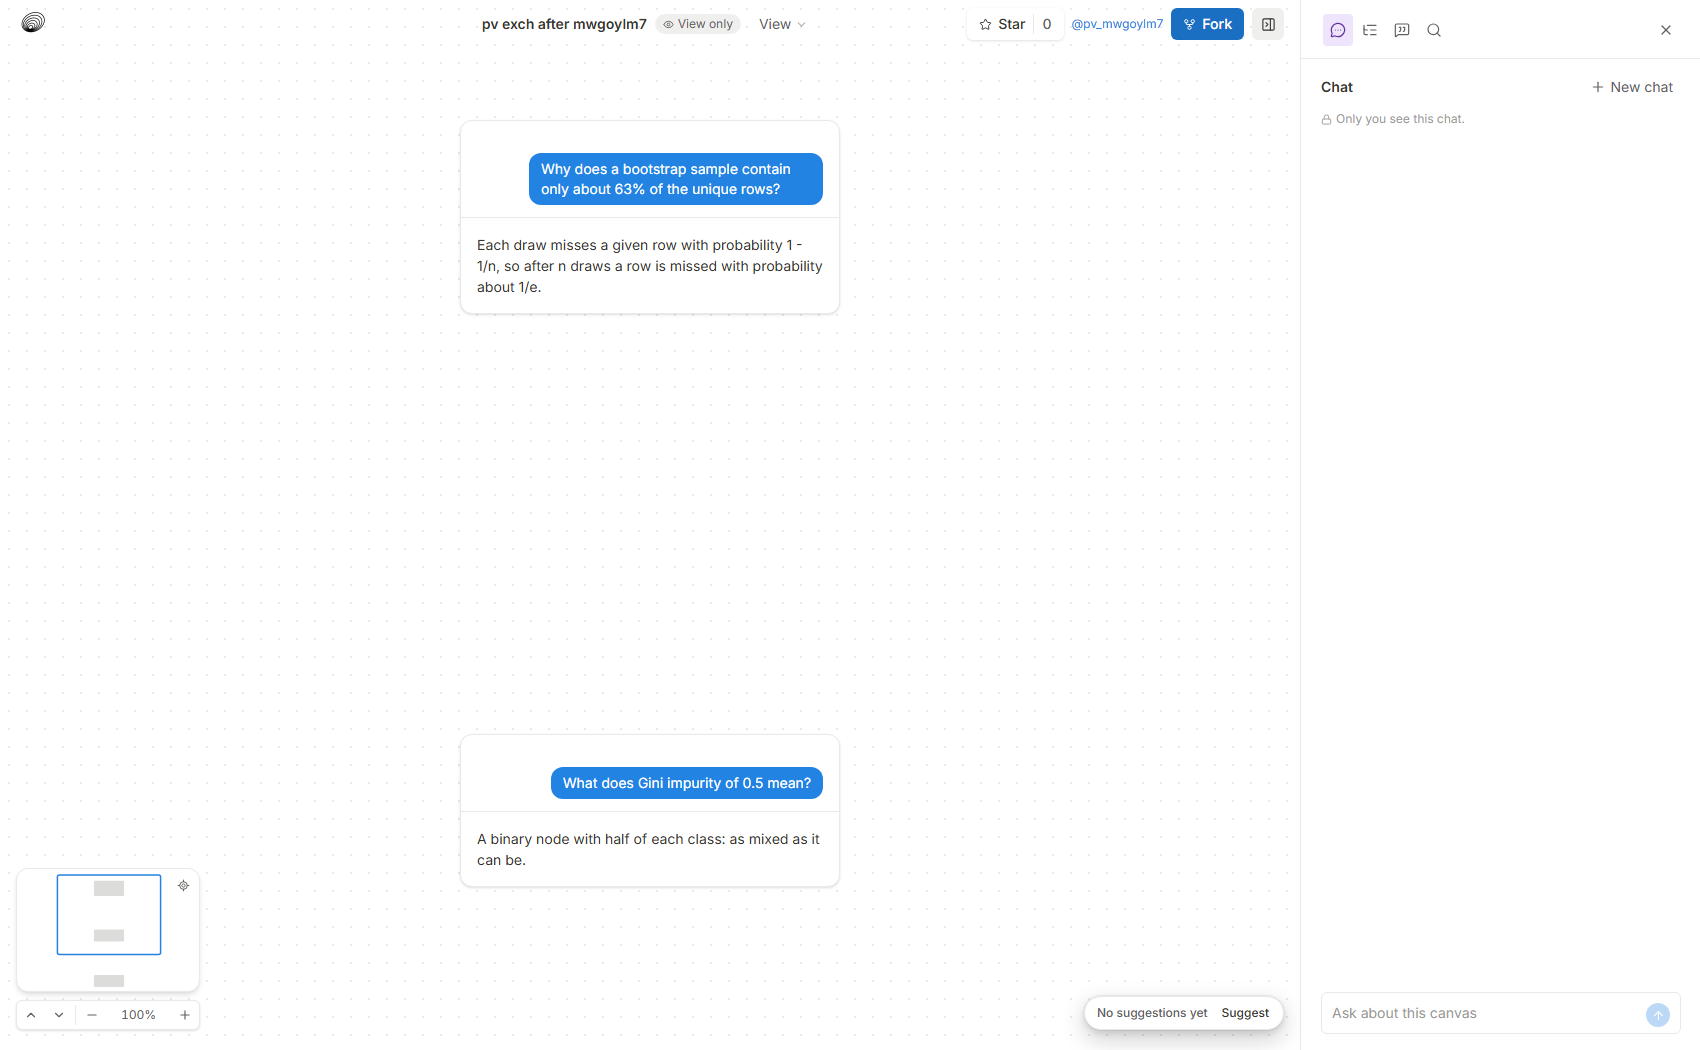 pv exch after mwgoylm7 View only View Star 0 @pv_mwgoylm7 Fork
Why does a bootstrap sample contain
only about 63% of the unique rows?
Each draw misses a given row with probability 1 -
1/n, so after n draws a row is missed with probability
about 1/e.
What does Gini impurity of 0.5 mean?
A binary node with half of each class: as mixed as it
can be.
100%
No suggestions yet Suggest
Chat New chat
Only you see this chat.
Ask about this canvas